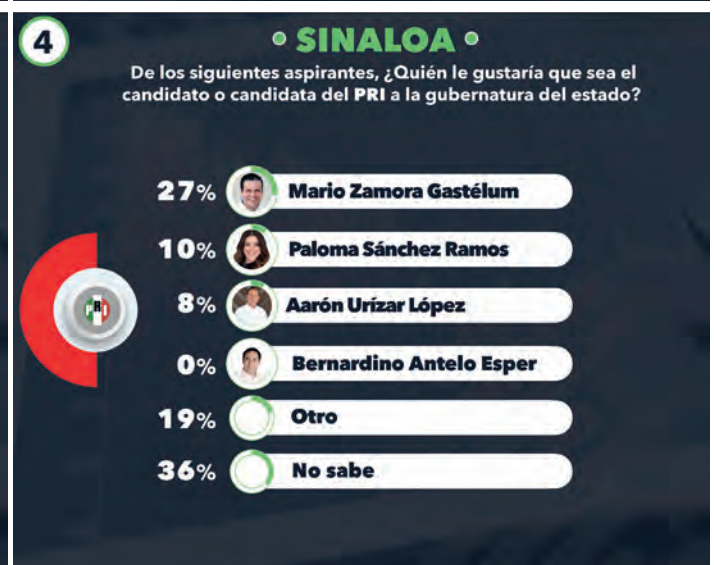 4
• SINALOA •
De los siguientes aspirantes, ¿Quién le gustaría que sea el
candidato o candidata del PRI a la gubernatura del estado?
27% Mario Zamora Gastélum
10% Paloma Sánchez Ramos
8% Aarón Urízar López
PRI
0% Bernardino Antelo Esper
19% Otro
36% No sabe